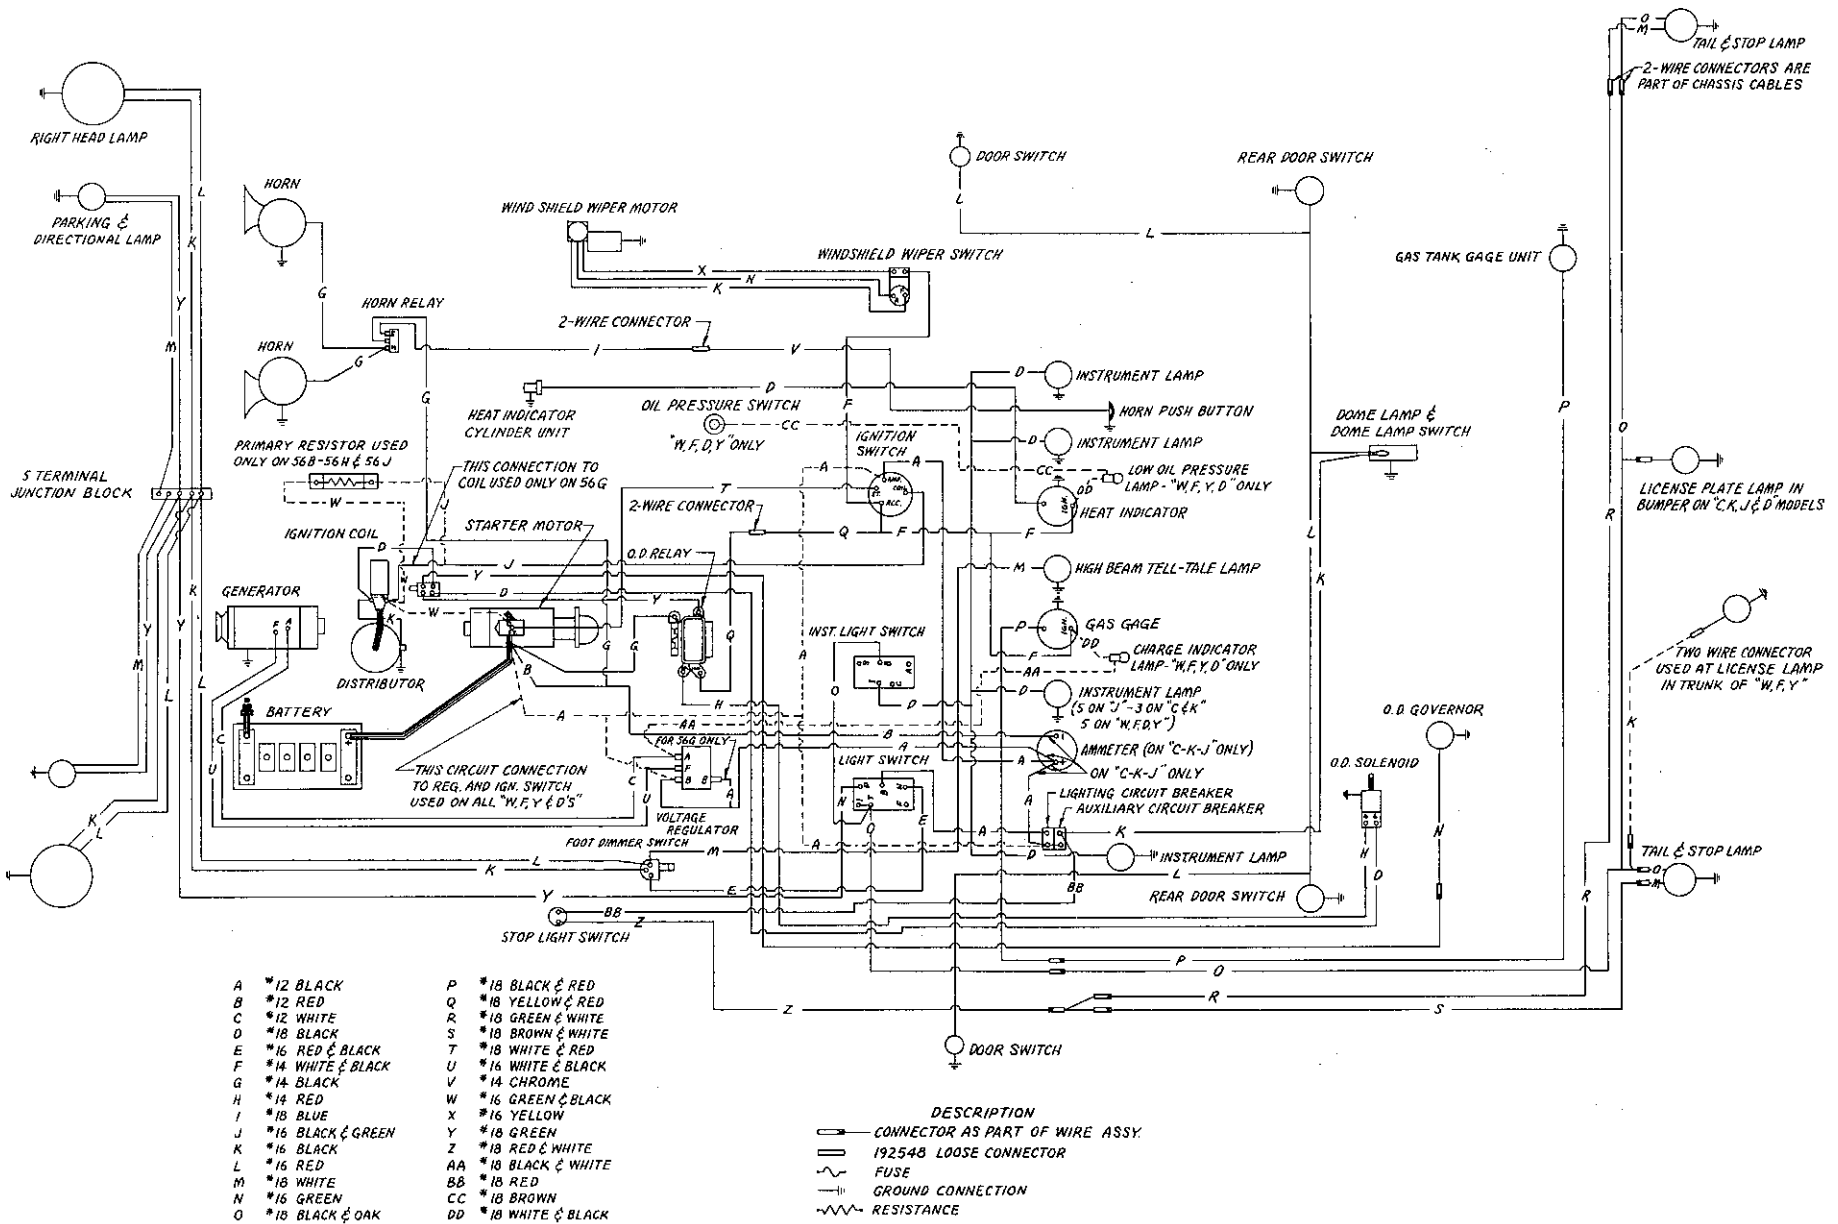 O
M
TAIL & STOP LAMP
2-WIRE CONNECTORS ARE
PART OF CHASSIS CABLES
RIGHT HEAD LAMP
DOOR SWITCH
REAR DOOR SWITCH
L
L
HORN
PARKING &
DIRECTIONAL LAMP
WIND SHIELD WIPER MOTOR
K
L
WINDSHIELD WIPER SWITCH
GAS TANK GAGE UNIT
X
N
K
G
Y
HORN RELAY
2-WIRE CONNECTOR
M
HORN
I
V
G
D
INSTRUMENT LAMP
HEAT INDICATOR
CYLINDER UNIT
D
G
OIL PRESSURE SWITCH
"W,F,D,Y" ONLY
F
CC
HORN PUSH BUTTON
P
DOME LAMP &
DOME LAMP SWITCH
O
IGNITION
SWITCH
D
INSTRUMENT LAMP
PRIMARY RESISTOR USED
ONLY ON 56B-56H & 56J
THIS CONNECTION TO
COIL USED ONLY ON 56G
A
AMP.
COIL
ST.
ACC.
A
CC
LOW OIL PRESSURE
LAMP-"W,F,Y,D" ONLY
DD
5 TERMINAL
JUNCTION BLOCK
W
J
T
2-WIRE CONNECTOR
IGN.
HEAT INDICATOR
LICENSE PLATE LAMP IN
BUMPER ON "C,K,J & D" MODELS
R
IGNITION COIL
STARTER MOTOR
Q
F
F
L
D
O.D RELAY
J
Y
M
HIGH BEAM TELL-TALE LAMP
K
GENERATOR
F
A
W
D
Y
K
K
Y
M
Y
W
G
G
Q
INST. LIGHT SWITCH
P
IGN.
GAS GAGE
DD
F
CHARGE INDICATOR
LAMP-"W,F,Y,D" ONLY
TWO WIRE CONNECTOR
USED AT LICENSE LAMP
IN TRUNK OF "W,F,Y"
A
B
AA
DISTRIBUTOR
L
L
O
D
D
INSTRUMENT LAMP
(5 ON "J"-3 ON "C & K"
5 ON "W,F,D,Y")
BATTERY
A
H
AA
K
O.D. GOVERNOR
FOR 56G ONLY
B
A
AMMETER (ON "C-K-J" ONLY)
C
U
THIS CIRCUIT CONNECTION
TO REG. AND IGN. SWITCH
USED ON ALL "W,F,Y & D'S"
A
F
B
B
C
U
A
LIGHT SWITCH
A
ON "C-K-J" ONLY
O.D. SOLENOID
A
LIGHTING CIRCUIT BREAKER
AUXILIARY CIRCUIT BREAKER
N
E
O
VOLTAGE
REGULATOR
K
L
FOOT DIMMER SWITCH
M
A
A
K
N
H
D
TAIL & STOP LAMP
L
K
D
INSTRUMENT LAMP
L
BB
O
M
E
Y
REAR DOOR SWITCH
R
BB
Z
STOP LIGHT SWITCH
P
O
R
Z
S
DOOR SWITCH
A #12 BLACK
B #12 RED
C #12 WHITE
D #18 BLACK
E #16 RED & BLACK
F #14 WHITE & BLACK
G #14 BLACK
H #14 RED
I #18 BLUE
J #16 BLACK & GREEN
K #16 BLACK
L #16 RED
M #18 WHITE
N #16 GREEN
O #18 BLACK & OAK
P #18 BLACK & RED
Q #18 YELLOW & RED
R #18 GREEN & WHITE
S #18 BROWN & WHITE
T #18 WHITE & RED
U #16 WHITE & BLACK
V #14 CHROME
W #16 GREEN & BLACK
X #16 YELLOW
Y #18 GREEN
Z #18 RED & WHITE
AA #18 BLACK & WHITE
BB #18 RED
CC #18 BROWN
DD #18 WHITE & BLACK
DESCRIPTION
CONNECTOR AS PART OF WIRE ASSY.
192548 LOOSE CONNECTOR
FUSE
GROUND CONNECTION
RESISTANCE